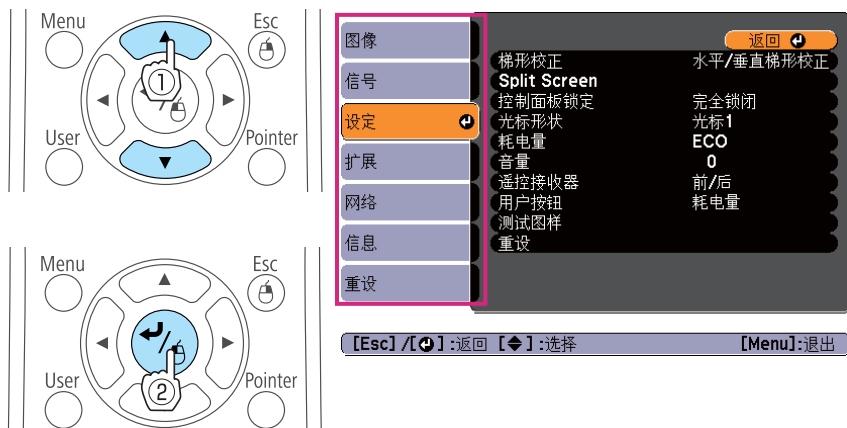 Menu
Esc
①
User
Pointer
Menu
Esc
②
User
Pointer
图像
信号
设定
扩展
网络
信息
重设
返回
梯形校正 水平/垂直梯形校正
Split Screen
控制面板锁定 完全锁闭
光标形状 光标1
耗电量 ECO
音量 0
遥控接收器 前/后
用户按钮 耗电量
测试图样
重设
[Esc] /[ ] :返回 [ ] :选择 [Menu]:退出